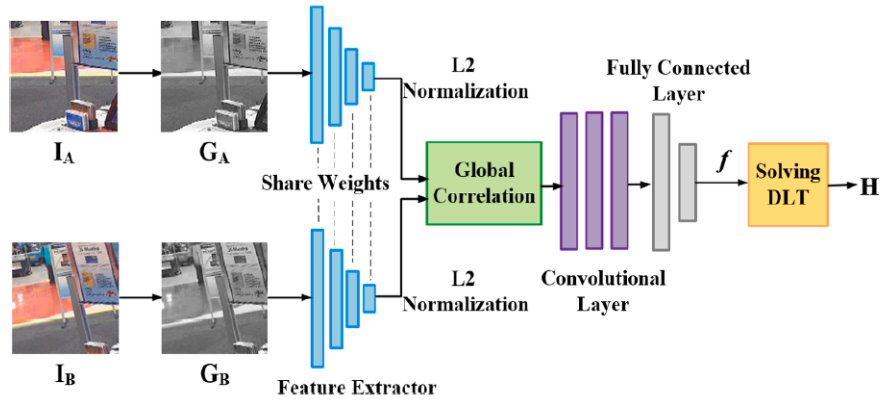 I_A
G_A
L2
Normalization
Fully Connected
Layer
Share Weights
Global
Correlation
f
Solving
DLT
H
L2
Normalization
Convolutional
Layer
I_B
G_B
Feature Extractor